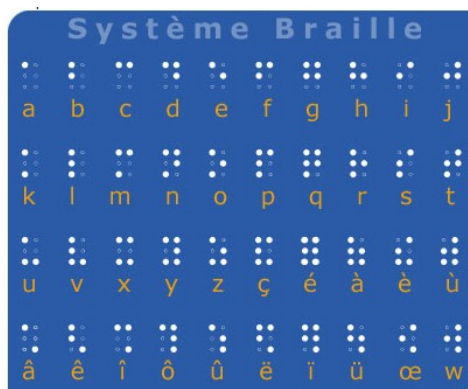 Système Braille
a b c d e f g h i j
k l m n o p q r s t
u v x y z ç é à è ù
â ê î ô û ë ï ü œ w